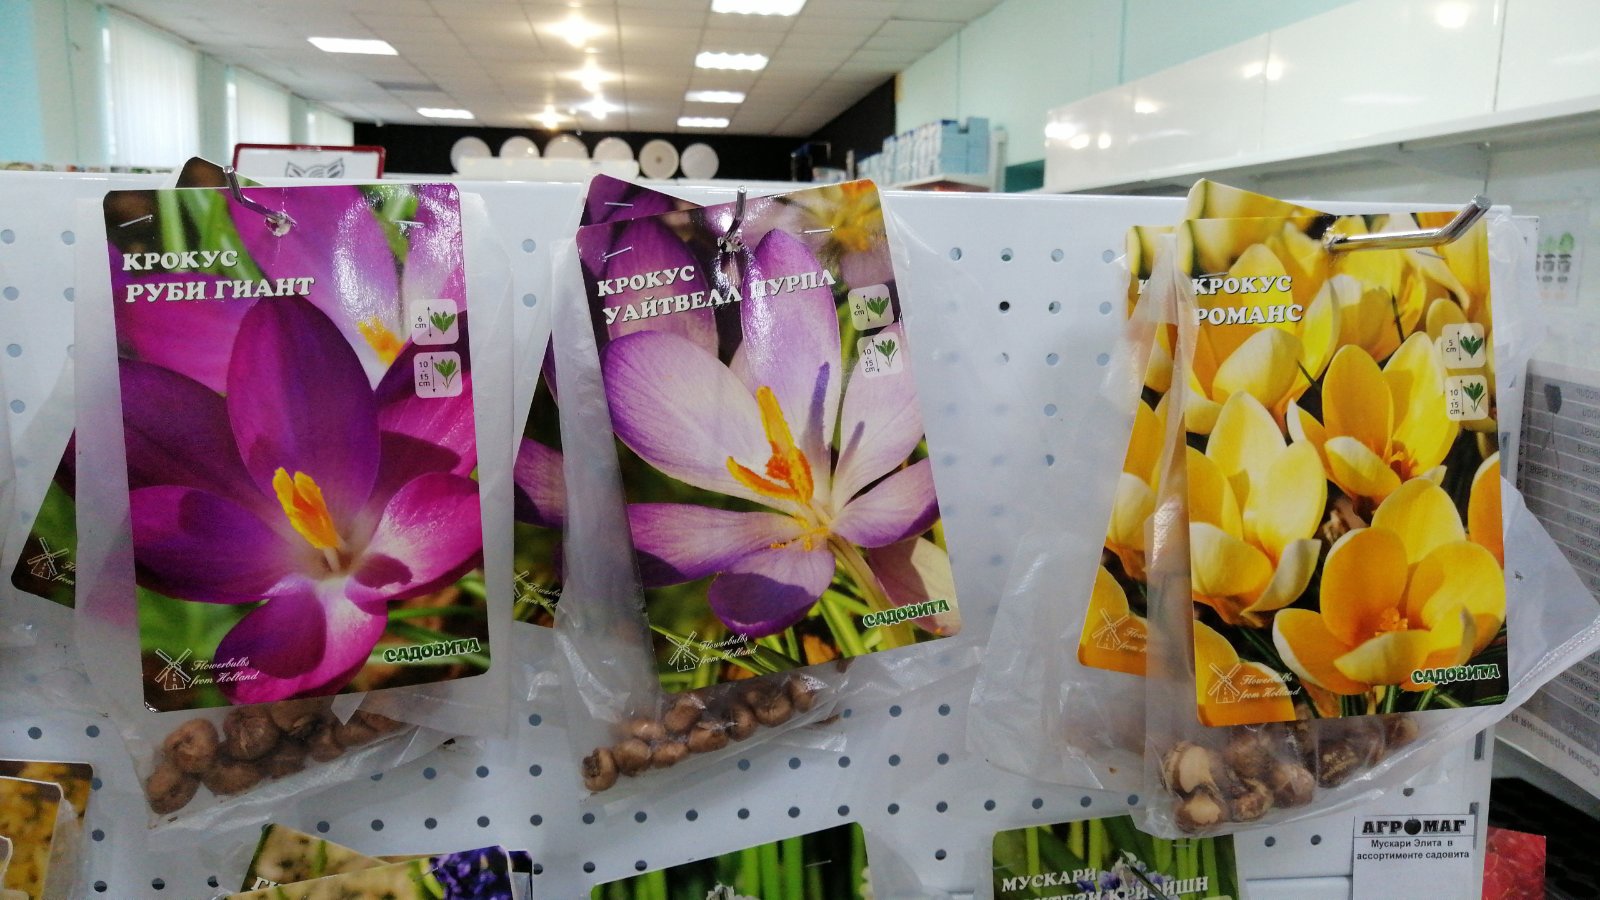 КРОКУС
РУБИ ГИАНТ
6
cm
10
-
15
cm
САДОВИТА
Flowerbulbs
from Holland
КРОКУС
УАЙТВЕЛЛ ПУРПЛ
6
cm
10
-
15
cm
САДОВИТА
Flowerbulbs
from Holland
КРОКУС
РОМАНС
5
cm
10
-
15
cm
САДОВИТА
Flowerbulbs
from Holland
АГРОМАГ
Мускари Элита в
ассортименте садовита
МУСКАРИ